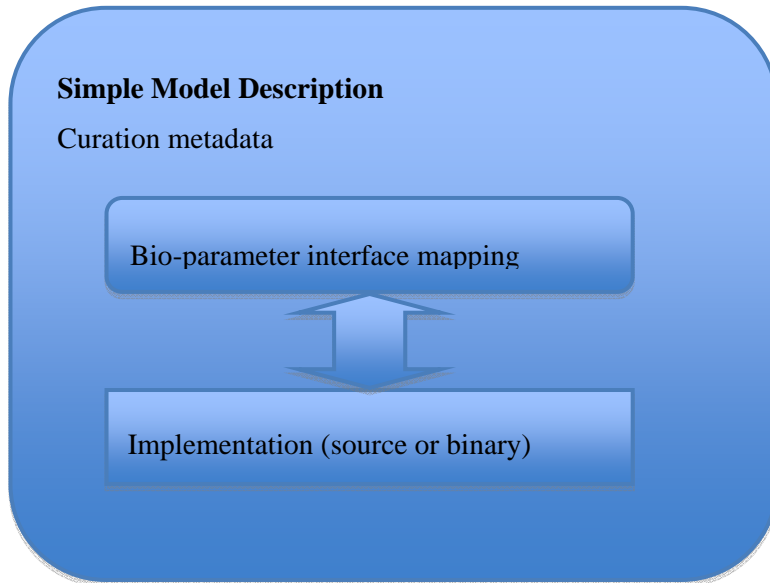 Simple Model Description
Curation metadata
Bio-parameter interface mapping
Implementation (source or binary)